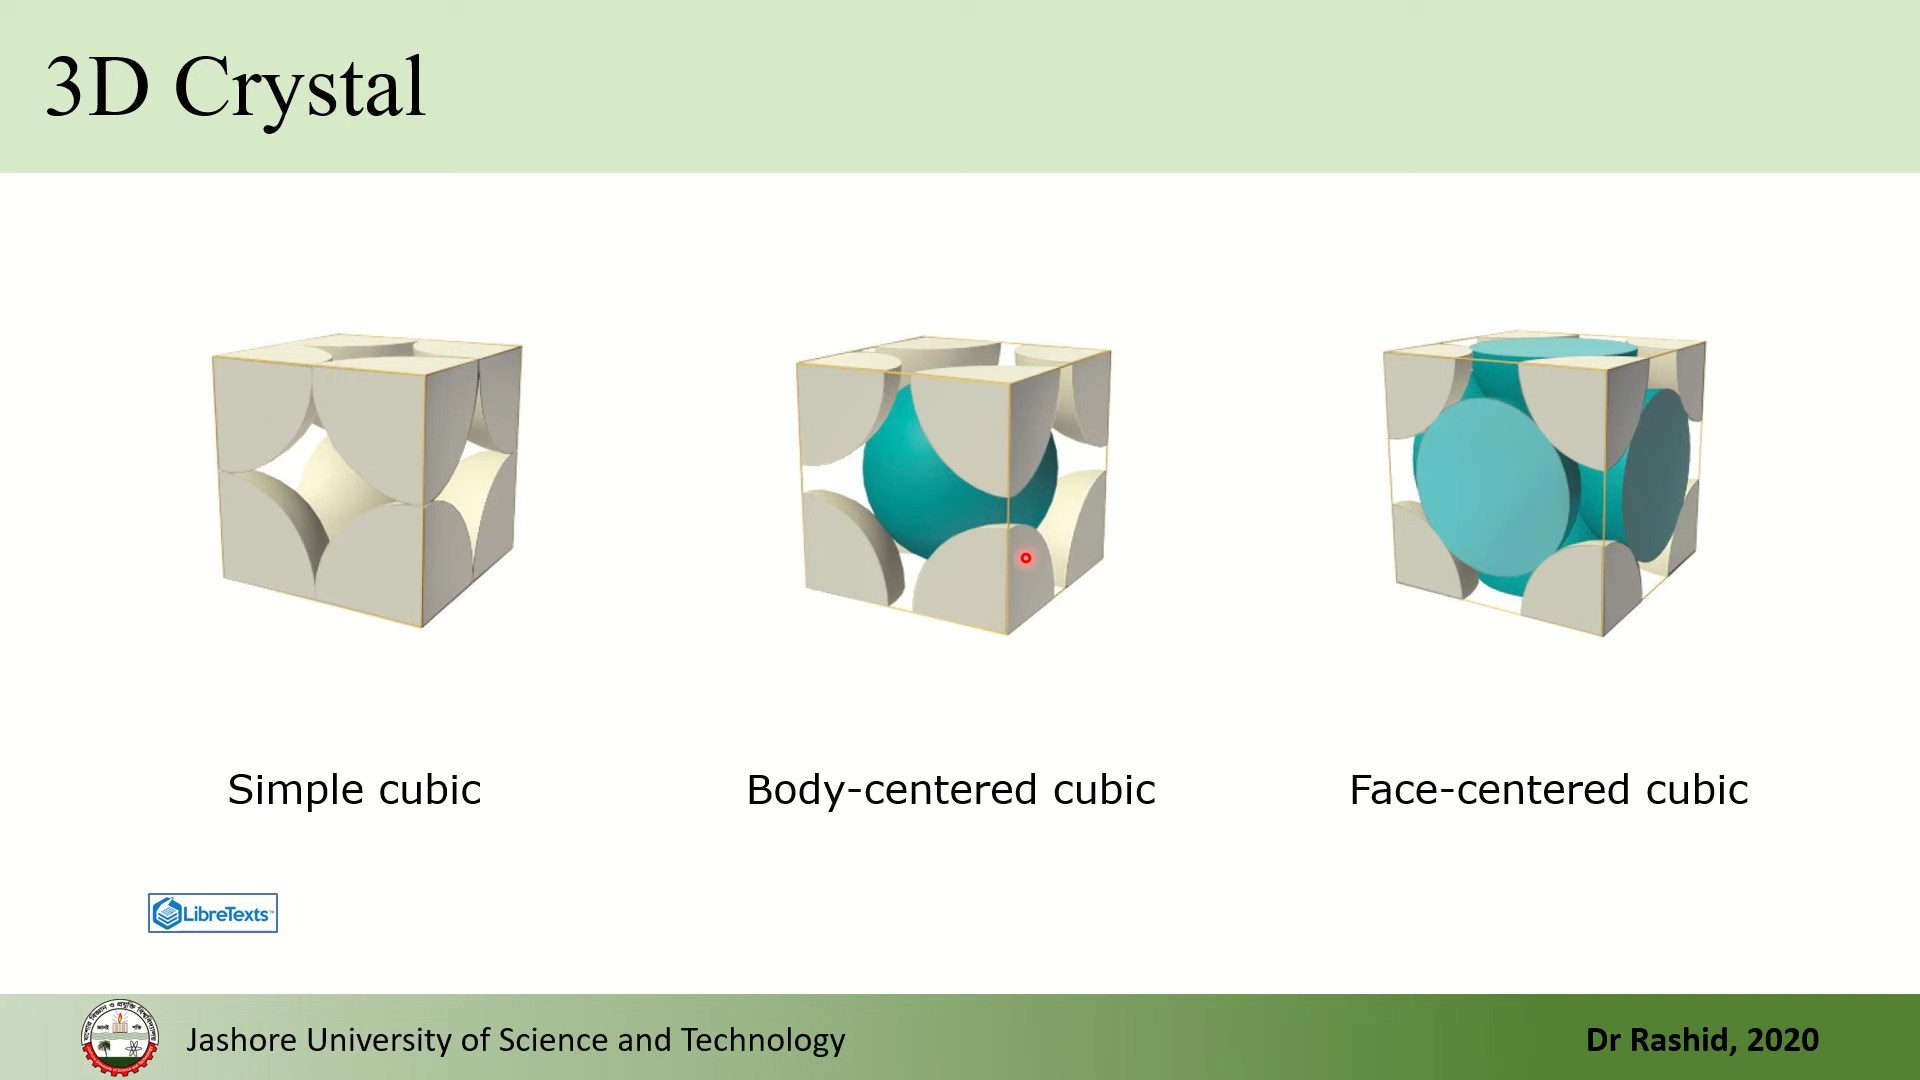 3D Crystal
Simple cubic
Body-centered cubic
Face-centered cubic
LibreTexts™
Jashore University of Science and Technology
Dr Rashid, 2020